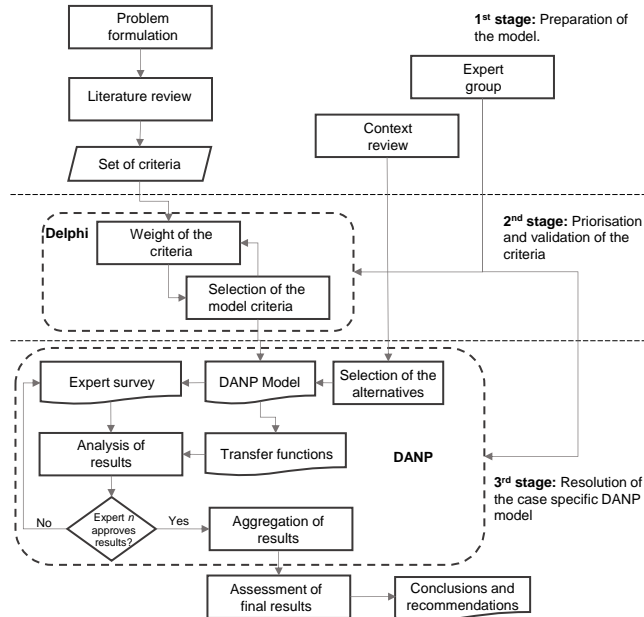 Problem
formulation
1st stage: Preparation of
the model.
Expert
group
Literature review
Context
review
Set of criteria
Delphi
Weight of the
criteria
2nd stage: Priorisation
and validation of the
criteria
Selection of the
model criteria
Expert survey
DANP Model
Selection of the
alternatives
Analysis of
results
Transfer functions
DANP
3rd stage: Resolution of
the case specific DANP
model
No
Expert n
approves
results?
Yes
Aggregation of
results
Assessment of
final results
Conclusions and
recommendations